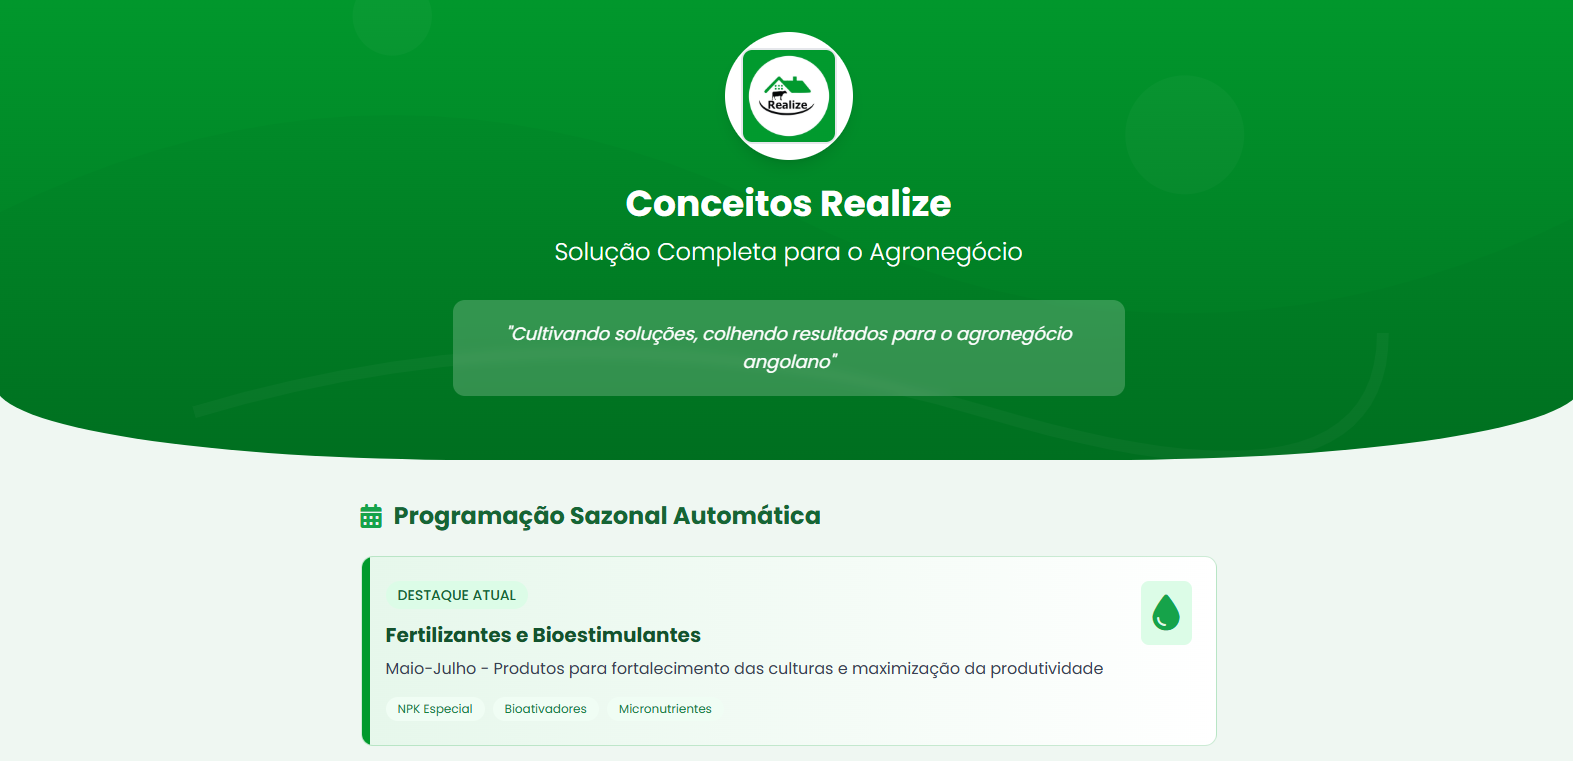 Realize
Conceitos Realize
Solução Completa para o Agronegócio
"Cultivando soluções, colhendo resultados para o agronegócio
angolano"
Programação Sazonal Automática
DESTAQUE ATUAL
Fertilizantes e Bioestimulantes
Maio-Julho - Produtos para fortalecimento das culturas e maximização da produtividade
NPK Especial Bioativadores Micronutrientes